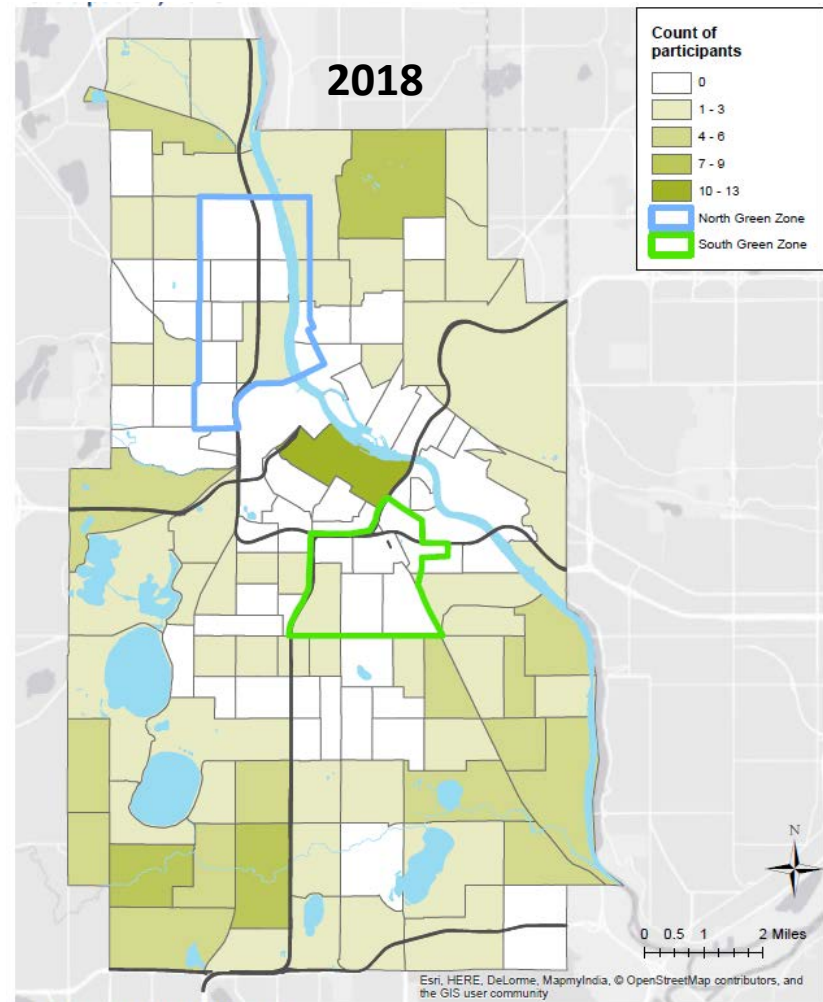 2018
Count of
participants
0
1 - 3
4 - 6
7 - 9
10 - 13
North Green Zone
South Green Zone
N
0 0.5 1 2 Miles
Esri, HERE, DeLorme, MapmyIndia, © OpenStreetMap contributors, and
the GIS user community